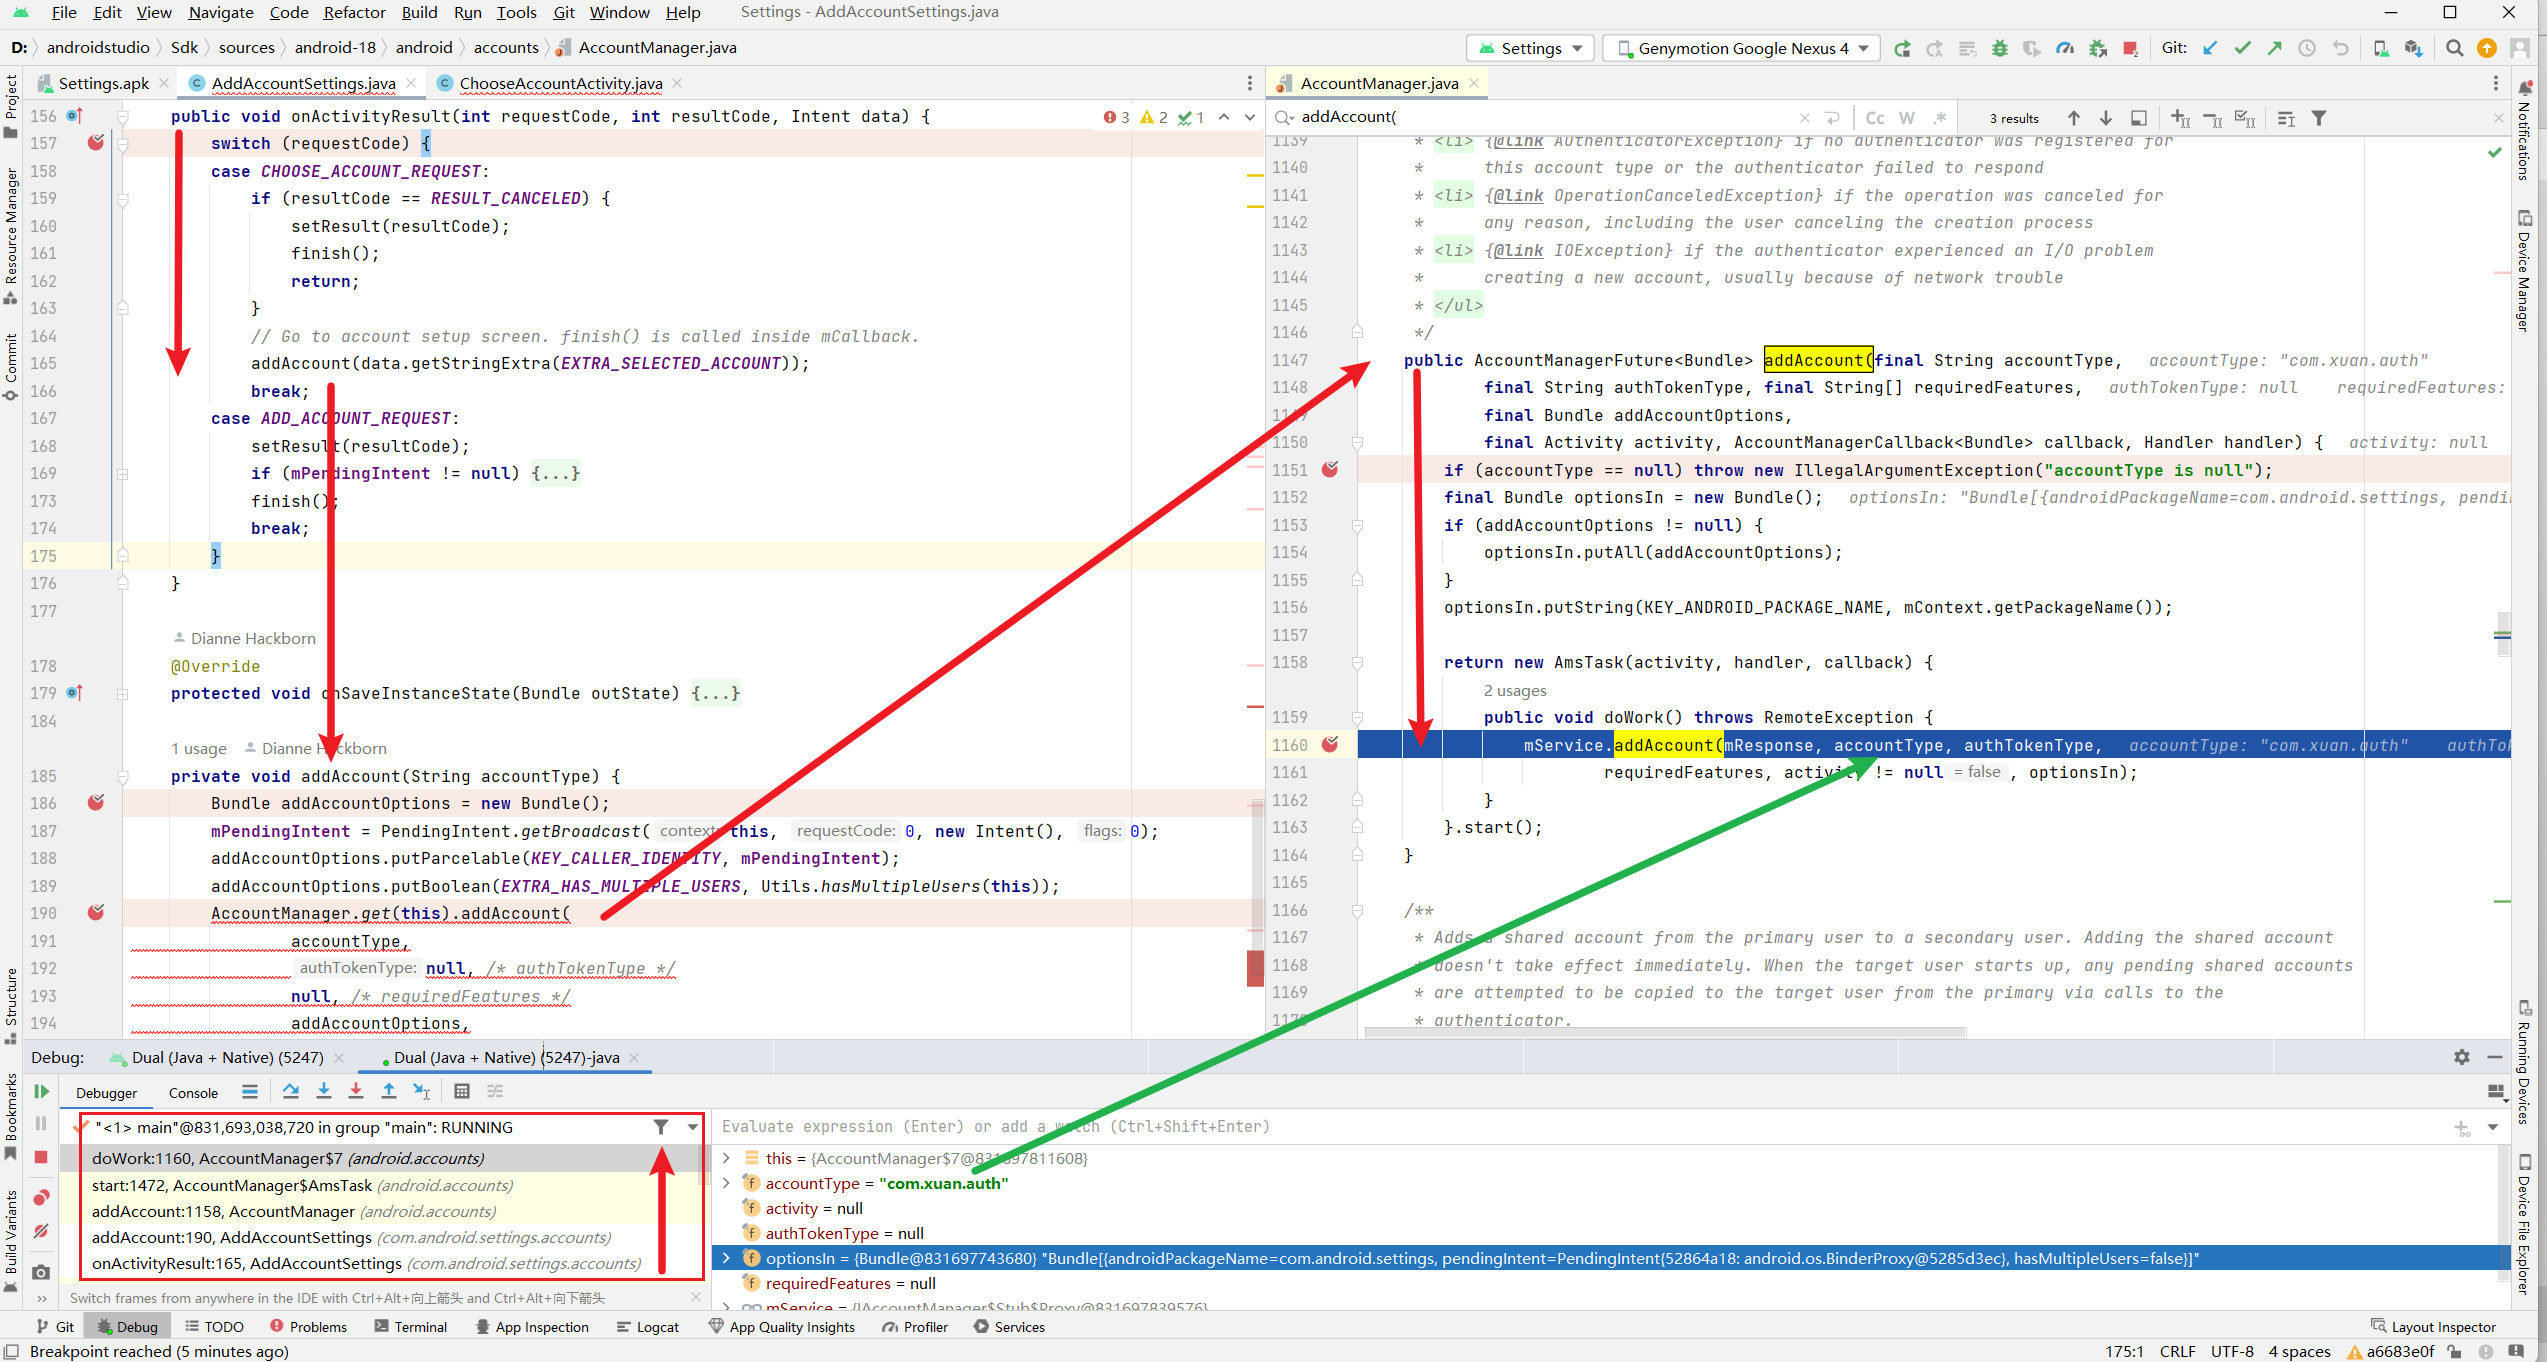 File Edit View Navigate Code Refactor Build Run Tools Git Window Help Settings - AddAccountSettings.java
D: androidstudio Sdk sources android-18 android accounts AccountManager.java Settings Genymotion Google Nexus 4 Git:
Project
Resource Manager
Commit
Structure
Bookmarks
Build Variants
Settings.apk AddAccountSettings.java ChooseAccountActivity.java
156 public void onActivityResult(int requestCode, int resultCode, Intent data) { 3 2 1
157 switch (requestCode) {
158 case CHOOSE_ACCOUNT_REQUEST:
159 if (resultCode == RESULT_CANCELED) {
160 setResult(resultCode);
161 finish();
162 return;
163 }
164 // Go to account setup screen. finish() is called inside mCallback.
165 addAccount(data.getStringExtra(EXTRA_SELECTED_ACCOUNT));
166 break;
167 case ADD_ACCOUNT_REQUEST:
168 setResult(resultCode);
169 if (mPendingIntent != null) {...}
173 finish();
174 break;
175 }
176 }
177
Dianne Hackborn
178 @Override
179 protected void onSaveInstanceState(Bundle outState) {...}
184
1 usage Dianne Hackborn
185 private void addAccount(String accountType) {
186 Bundle addAccountOptions = new Bundle();
187 mPendingIntent = PendingIntent.getBroadcast( context: this, requestCode: 0, new Intent(), flags: 0);
188 addAccountOptions.putParcelable(KEY_CALLER_IDENTITY, mPendingIntent);
189 addAccountOptions.putBoolean(EXTRA_HAS_MULTIPLE_USERS, Utils.hasMultipleUsers(this));
190 AccountManager.get(this).addAccount(
191 accountType,
192 authTokenType: null, /* authTokenType */
193 null, /* requiredFeatures */
194 addAccountOptions,
AccountManager.java
addAccount( Cc W .* 3 results
1139 * <li> {@link AuthenticatorException} if no authenticator was registered for
1140 * this account type or the authenticator failed to respond
1141 * <li> {@link OperationCanceledException} if the operation was canceled for
1142 * any reason, including the user canceling the creation process
1143 * <li> {@link IOException} if the authenticator experienced an I/O problem
1144 * creating a new account, usually because of network trouble
1145 * </ul>
1146 */
1147 public AccountManagerFuture<Bundle> addAccount(final String accountType, accountType: "com.xuan.auth"
1148 final String authTokenType, final String[] requiredFeatures, authTokenType: null requiredFeatures:
1149 final Bundle addAccountOptions,
1150 final Activity activity, AccountManagerCallback<Bundle> callback, Handler handler) { activity: null
1151 if (accountType == null) throw new IllegalArgumentException("accountType is null");
1152 final Bundle optionsIn = new Bundle(); optionsIn: "Bundle[{androidPackageName=com.android.settings, pendin
1153 if (addAccountOptions != null) {
1154 optionsIn.putAll(addAccountOptions);
1155 }
1156 optionsIn.putString(KEY_ANDROID_PACKAGE_NAME, mContext.getPackageName());
1157
1158 return new AmsTask(activity, handler, callback) {
2 usages
1159 public void doWork() throws RemoteException {
1160 mService.addAccount(mResponse, accountType, authTokenType, accountType: "com.xuan.auth" authTo
1161 requiredFeatures, activity != null = false , optionsIn);
1162 }
1163 }.start();
1164 }
1165
1166 /**
1167 * Adds a shared account from the primary user to a secondary user. Adding the shared account
1168 * doesn't take effect immediately. When the target user starts up, any pending shared accounts
1169 * are attempted to be copied to the target user from the primary via calls to the
1170 * authenticator.
Notifications
Device Manager
Running Devices
Device File Explorer
Debug: Dual (Java + Native) (5247) Dual (Java + Native) (5247)-java
Debugger Console
"<1> main"@831,693,038,720 in group "main": RUNNING
doWork:1160, AccountManager$7 (android.accounts)
start:1472, AccountManager$AmsTask (android.accounts)
addAccount:1158, AccountManager (android.accounts)
addAccount:190, AddAccountSettings (com.android.settings.accounts)
onActivityResult:165, AddAccountSettings (com.android.settings.accounts)
Switch frames from anywhere in the IDE with Ctrl+Alt+向上箭头 and Ctrl+Alt+向下箭头
Evaluate expression (Enter) or add a watch (Ctrl+Shift+Enter)
this = {AccountManager$7@831697811608}
accountType = "com.xuan.auth"
activity = null
authTokenType = null
optionsIn = {Bundle@831697743680} "Bundle[{androidPackageName=com.android.settings, pendingIntent=PendingIntent{52864a18: android.os.BinderProxy@5285d3ec}, hasMultipleUsers=false}]"
requiredFeatures = null
mService = {IAccountManager$Stub$Proxy@831697839576}
Git Debug TODO Problems Terminal App Inspection Logcat App Quality Insights Profiler Services Layout Inspector
Breakpoint reached (5 minutes ago) 175:1 CRLF UTF-8 4 spaces a6683e0f